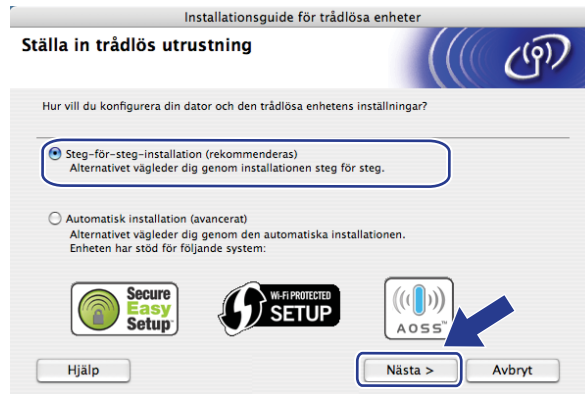 Installationsguide för trådlösa enheter
Ställa in trådlös utrustning
Hur vill du konfigurera din dator och den trådlösa enhetens inställningar?
Steg-för-steg-installation (rekommenderas)
Alternativet vägleder dig genom installationen steg för steg.
Automatisk installation (avancerat)
Alternativet vägleder dig genom den automatiska installationen.
Enheten har stöd för följande system:
Secure
Easy
Setup™
Wi-Fi PROTECTED
SETUP
AOSS™
Hjälp
Nästa >
Avbryt